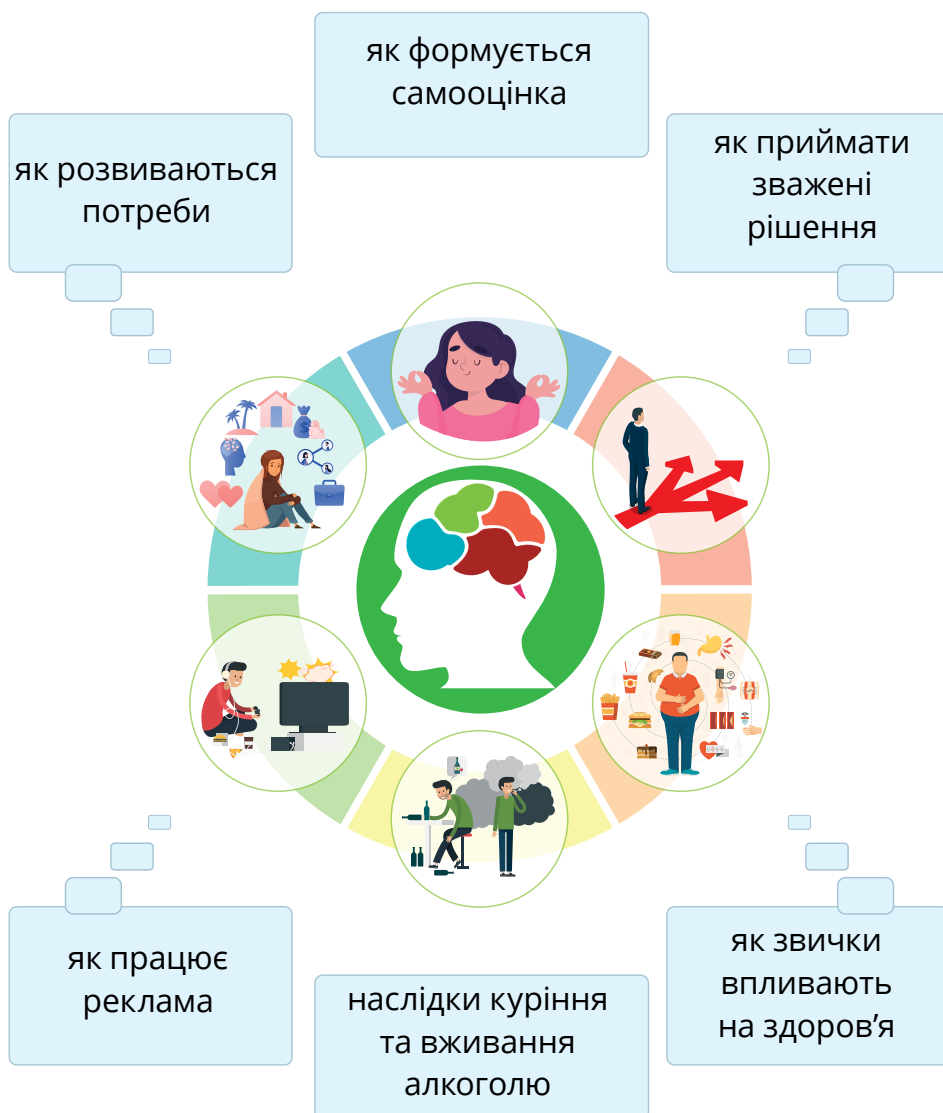 як формується
самооцінка
як розвиваються
потреби
як приймати
зважені
рішення
як працює
реклама
наслідки куріння
та вживання
алкоголю
як звички
впливають
на здоров’я